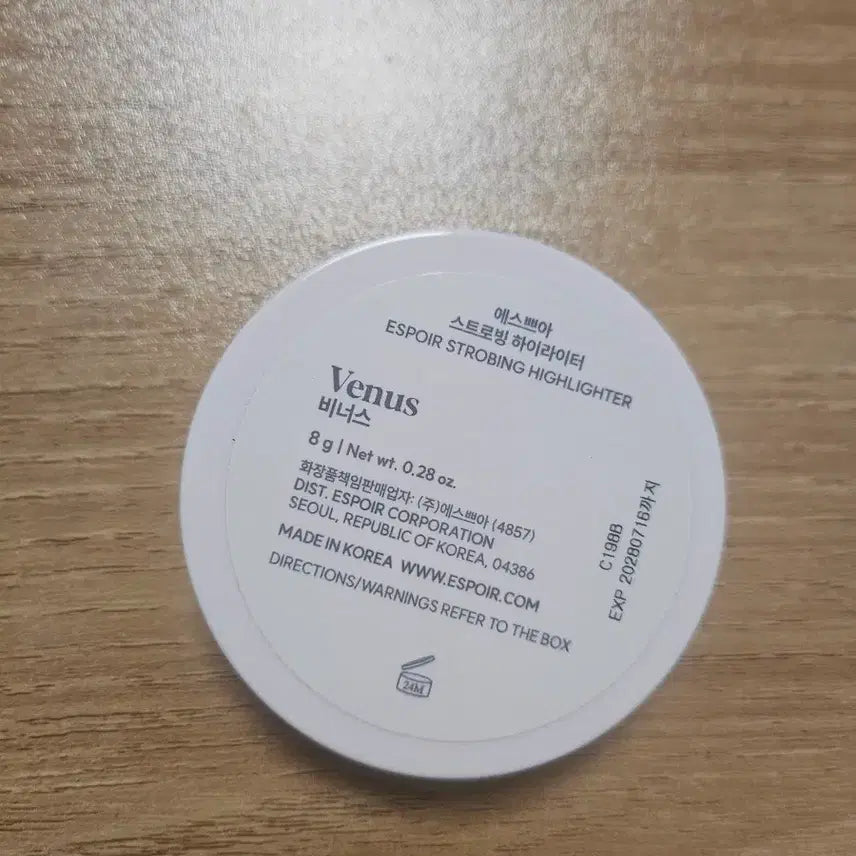 에스쁘아
스트로빙 하이라이터
ESPOIR STROBING HIGHLIGHTER
Venus
비너스
8 g | Net wt. 0.28 oz.
화장품책임판매업자: (주)에스쁘아 (4857)
DIST. ESPOIR CORPORATION
SEOUL, REPUBLIC OF KOREA, 04386
MADE IN KOREA WWW.ESPOIR.COM
DIRECTIONS/WARNINGS REFER TO THE BOX
C198B
EXP 20280716까지
24M